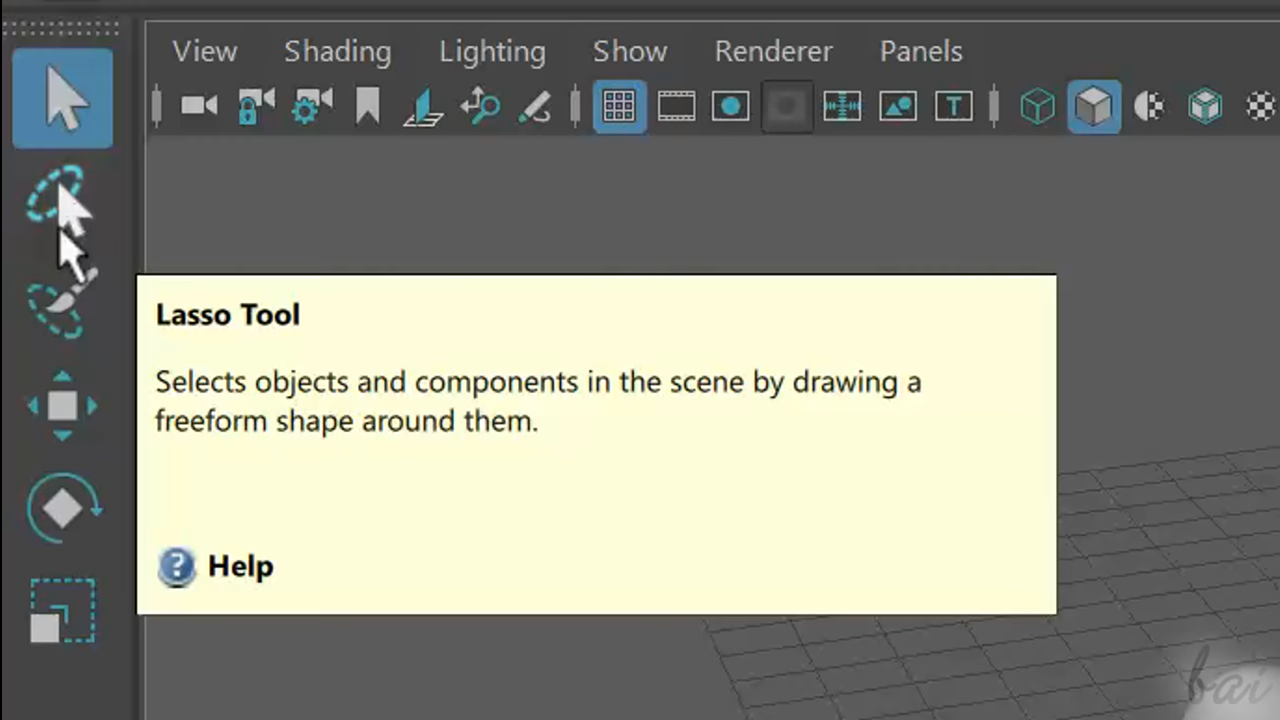 View Shading Lighting Show Renderer Panels
T
Lasso Tool
Selects objects and components in the scene by drawing a
freeform shape around them.
? Help
bai